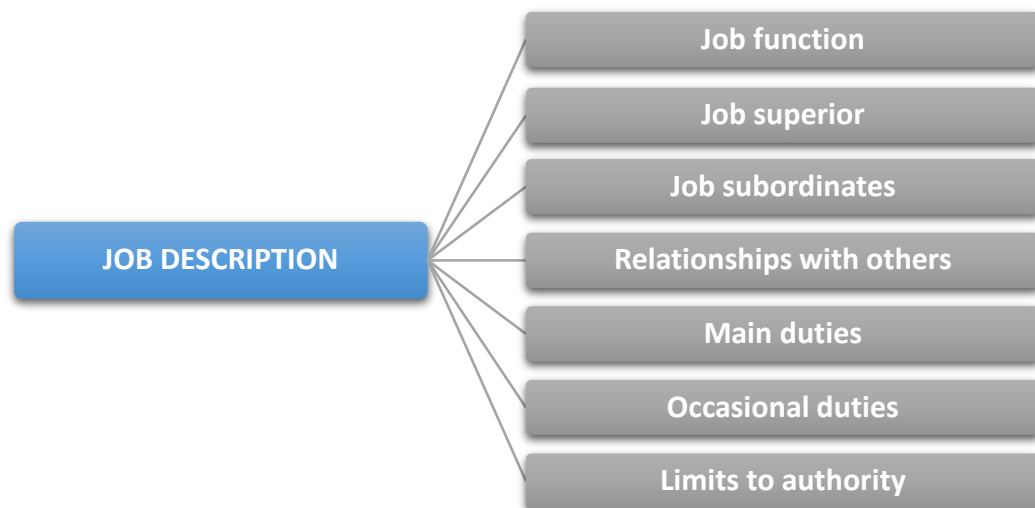 Job function
Job superior
Job subordinates
JOB DESCRIPTION
Relationships with others
Main duties
Occasional duties
Limits to authority